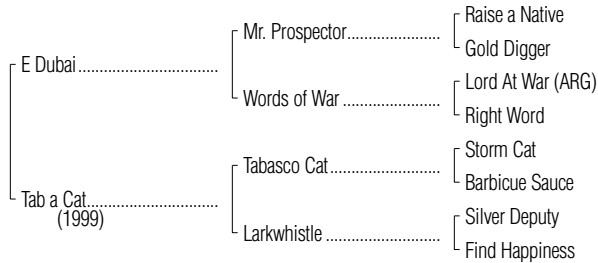 Raise a Native
Mr. Prospector....................
Gold Digger
E Dubai..............................
Lord At War (ARG)
Words of War .....................
Right Word
Storm Cat
Tabasco Cat.......................
Barbicue Sauce
Tab a Cat............................
(1999)
Silver Deputy
Larkwhistle ........................
Find Happiness